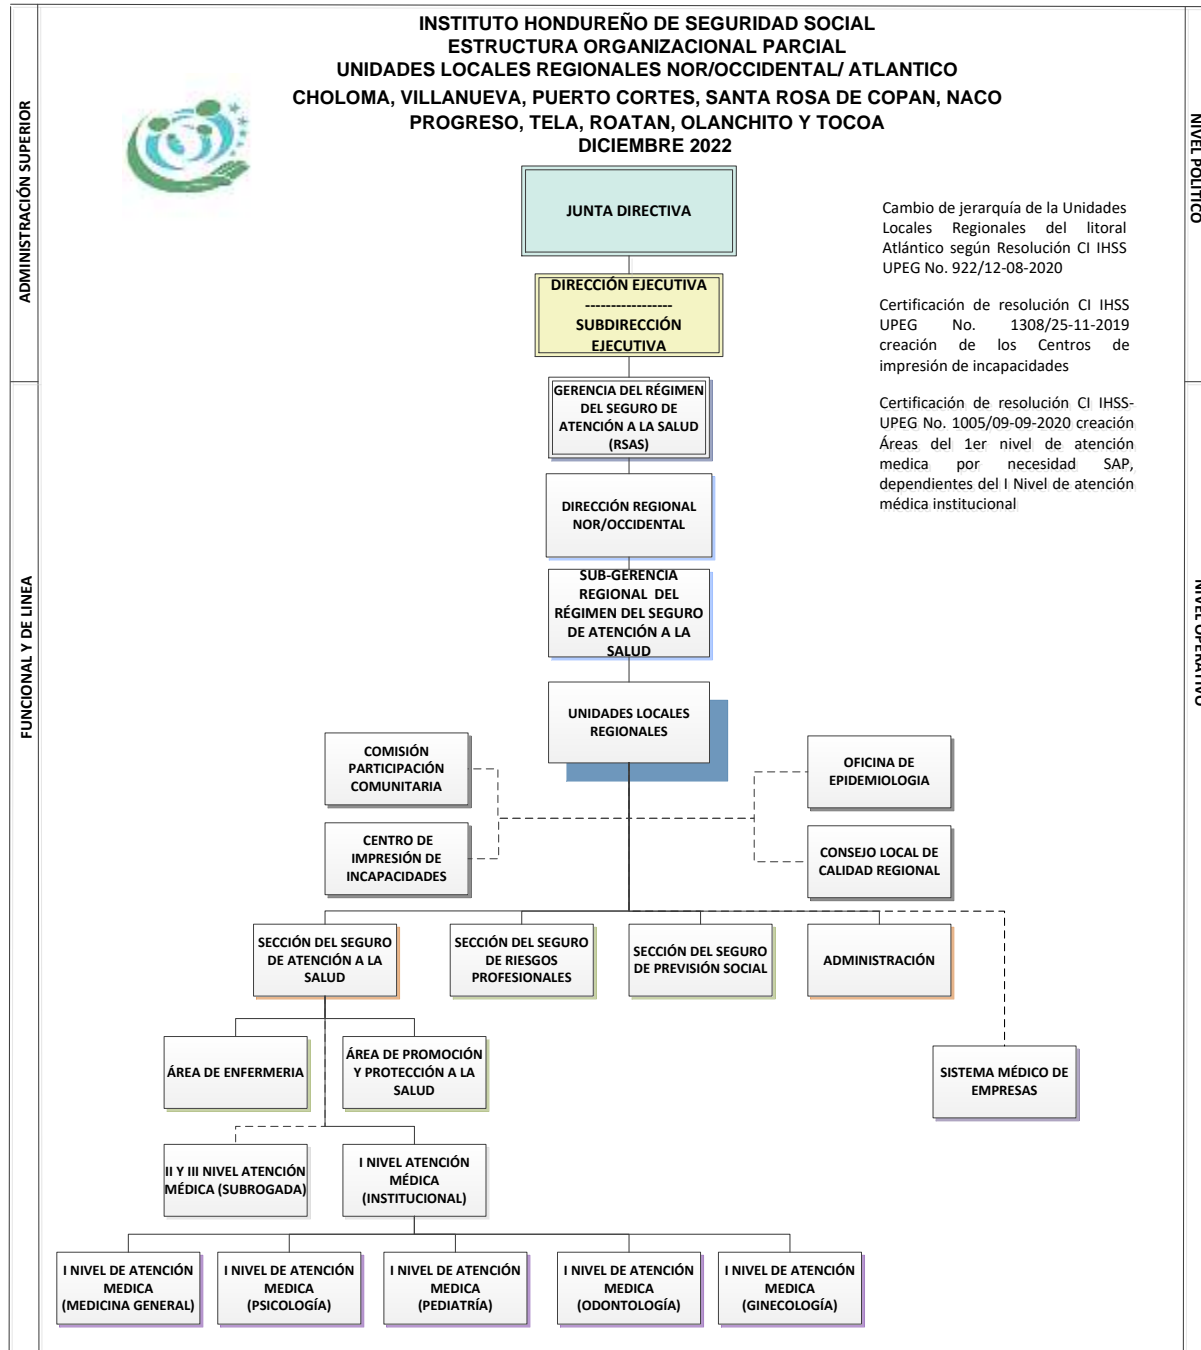 INSTITUTO HONDUREÑO DE SEGURIDAD SOCIAL
ESTRUCTURA ORGANIZACIONAL PARCIAL
UNIDADES LOCALES REGIONALES NOR/OCCIDENTAL/ ATLANTICO
CHOLOMA, VILLANUEVA, PUERTO CORTES, SANTA ROSA DE COPAN, NACO
PROGRESO, TELA, ROATAN, OLANCHITO Y TOCOA
DICIEMBRE 2022
ADMINISTRACIÓN SUPERIOR
NIVEL POLITICO
JUNTA DIRECTIVA
Cambio de jerarquía de la Unidades
Locales Regionales del litoral
Atlántico según Resolución CI IHSS
UPEG No. 922/12-08-2020
DIRECCIÓN EJECUTIVA
-----------------
SUBDIRECCIÓN
EJECUTIVA
Certificación de resolución CI IHSS
UPEG No. 1308/25-11-2019
creación de los Centros de
impresión de incapacidades
GERENCIA DEL RÉGIMEN
DEL SEGURO DE
ATENCIÓN A LA SALUD
(RSAS)
Certificación de resolución CI IHSS-
UPEG No. 1005/09-09-2020 creación
Áreas del 1er nivel de atención
medica por necesidad SAP,
dependientes del I Nivel de atención
médica institucional
FUNCIONAL Y DE LINEA
NIVEL OPERATIVO
DIRECCIÓN REGIONAL
NOR/OCCIDENTAL
SUB-GERENCIA
REGIONAL DEL
RÉGIMEN DEL SEGURO
DE ATENCIÓN A LA
SALUD
UNIDADES LOCALES
REGIONALES
COMISIÓN
PARTICIPACIÓN
COMUNITARIA
OFICINA DE
EPIDEMIOLOGIA
CENTRO DE
IMPRESIÓN DE
INCAPACIDADES
CONSEJO LOCAL DE
CALIDAD REGIONAL
SECCIÓN DEL SEGURO
DE ATENCIÓN A LA
SALUD
SECCIÓN DEL SEGURO
DE RIESGOS
PROFESIONALES
SECCIÓN DEL SEGURO
DE PREVISIÓN SOCIAL
ADMINISTRACIÓN
ÁREA DE ENFERMERIA
ÁREA DE PROMOCIÓN
Y PROTECCIÓN A LA
SALUD
SISTEMA MÉDICO DE
EMPRESAS
II Y III NIVEL ATENCIÓN
MÉDICA (SUBROGADA)
I NIVEL ATENCIÓN
MÉDICA
(INSTITUCIONAL)
I NIVEL DE ATENCIÓN
MEDICA
(MEDICINA GENERAL)
I NIVEL DE ATENCIÓN
MEDICA
(PSICOLOGÍA)
I NIVEL DE ATENCIÓN
MEDICA
(PEDIATRÍA)
I NIVEL DE ATENCIÓN
MEDICA
(ODONTOLOGÍA)
I NIVEL DE ATENCIÓN
MEDICA
(GINECOLOGÍA)